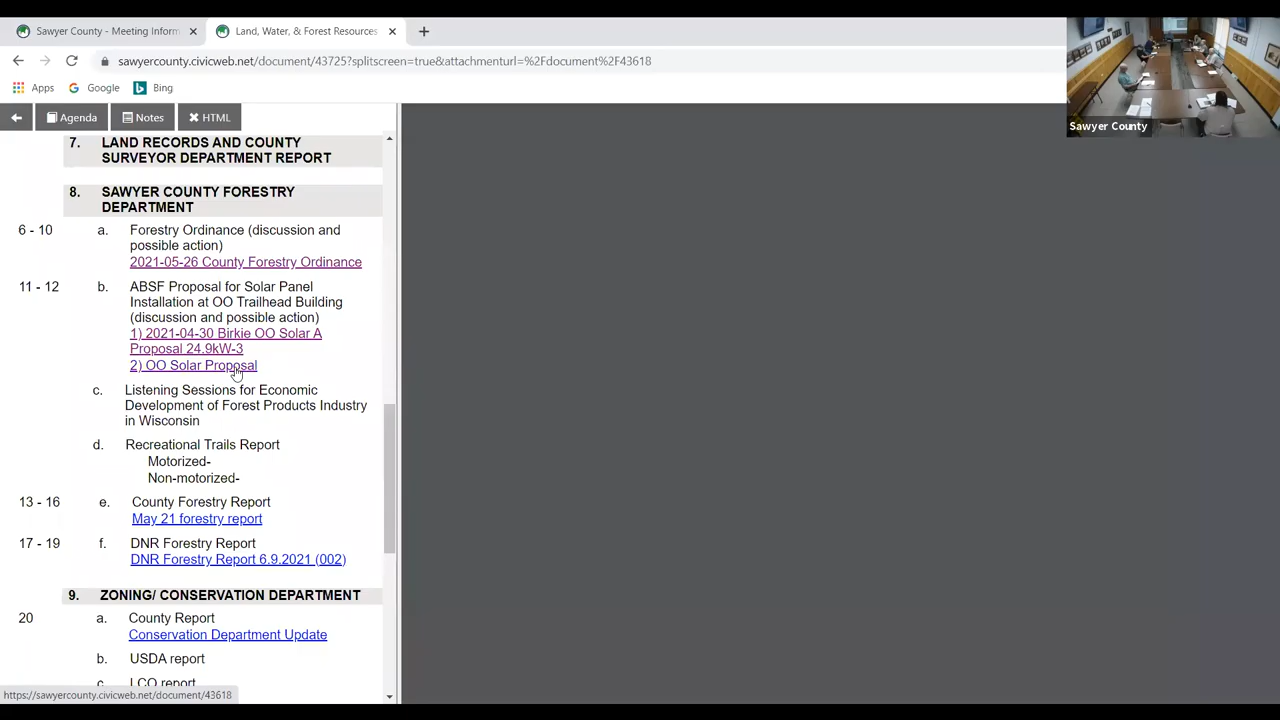 Sawyer County - Meeting Inform
Land, Water, & Forest Resources
sawyercounty.civicweb.net/document/43725?splitscreen=true&attachmenturl=%2Fdocument%2F43618
Apps Google Bing
Sawyer County
Agenda Notes HTML
7. LAND RECORDS AND COUNTY
SURVEYOR DEPARTMENT REPORT
8. SAWYER COUNTY FORESTRY
DEPARTMENT
6 - 10 a. Forestry Ordinance (discussion and
possible action)
2021-05-26 County Forestry Ordinance
11 - 12 b. ABSF Proposal for Solar Panel
Installation at OO Trailhead Building
(discussion and possible action)
1) 2021-04-30 Birkie OO Solar A
Proposal 24.9kW-3
2) OO Solar Proposal
c. Listening Sessions for Economic
Development of Forest Products Industry
in Wisconsin
d. Recreational Trails Report
Motorized-
Non-motorized-
13 - 16 e. County Forestry Report
May 21 forestry report
17 - 19 f. DNR Forestry Report
DNR Forestry Report 6.9.2021 (002)
9. ZONING/ CONSERVATION DEPARTMENT
20 a. County Report
Conservation Department Update
b. USDA report
c. LCO report
https://sawyercounty.civicweb.net/document/43618